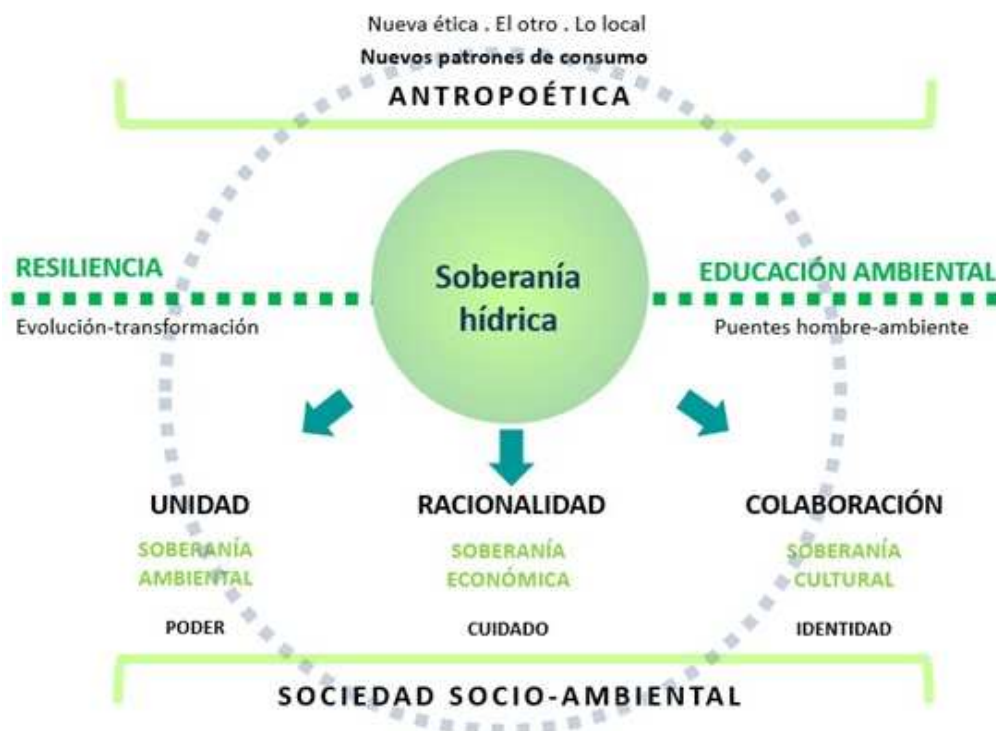 Nueva ética . El otro . Lo local
Nuevos patrones de consumo
ANTROPOÉTICA
Soberanía
hídrica
RESILIENCIA
Evolución-transformación
EDUCACIÓN AMBIENTAL
Puentes hombre-ambiente
UNIDAD
SOBERANÍA
AMBIENTAL
PODER
RACIONALIDAD
SOBERANÍA
ECONÓMICA
CUIDADO
COLABORACIÓN
SOBERANÍA
CULTURAL
IDENTIDAD
SOCIEDAD SOCIO-AMBIENTAL